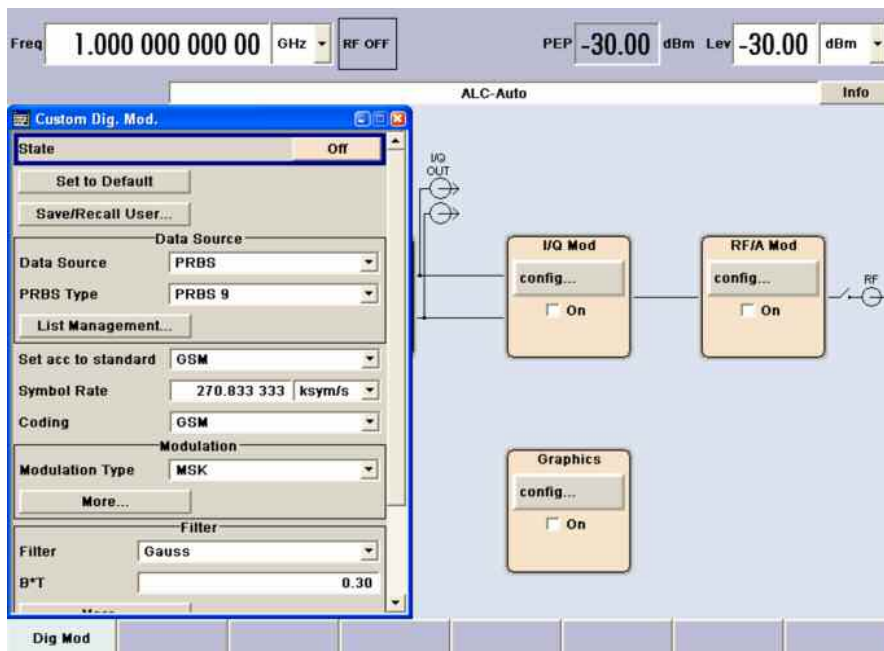 Freq 1.000 000 000 00 GHz RF OFF PEP -30.00 dBm Lev -30.00 dBm
ALC-Auto Info
Custom Dig. Mod.
State Off
Set to Default
Save/Recall User...
Data Source
Data Source PRBS
PRBS Type PRBS 9
List Management...
Set acc to standard GSM
Symbol Rate 270.833 333 ksym/s
Coding GSM
Modulation
Modulation Type MSK
More...
Filter
Filter Gauss
B*T 0.30
I/Q
OUT
I/Q Mod
config...
On
RF/A Mod
config...
On
RF
Graphics
config...
On
Dig Mod